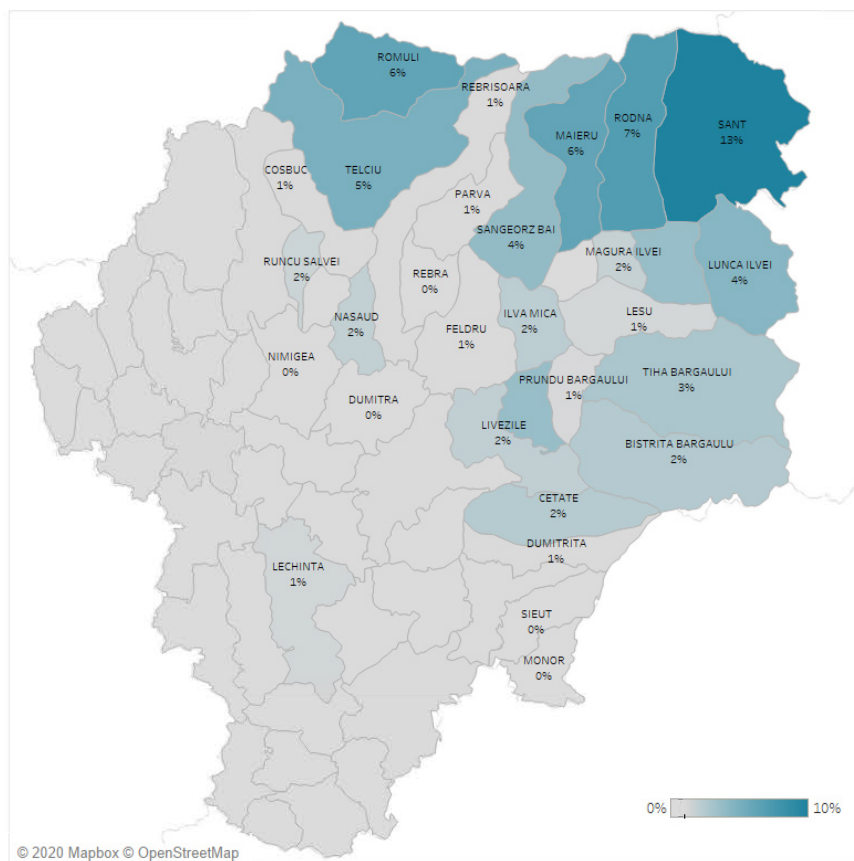 ROMULI
6%
REBRISOARA
1%
RODNA
7%
SANT
13%
MAIERU
6%
COSBUC
1%
TELCIU
5%
PARVA
1%
SANGEORZ BAI
4%
MAGURA ILVEI
2%
LUNCA ILVEI
4%
RUNCU SALVEI
2%
REBRA
0%
NASAUD
2%
ILVA MICA
2%
LESU
1%
FELDRU
1%
NIMIGEA
0%
TIHA BARGAULUI
3%
PRUNDU BARGAULUI
1%
DUMITRA
0%
LIVEZILE
2%
BISTRITA BARGAULU
2%
CETATE
2%
DUMITRITA
1%
LECHINTA
1%
SIEUT
0%
MONOR
0%
0% 10%
© 2020 Mapbox © OpenStreetMap